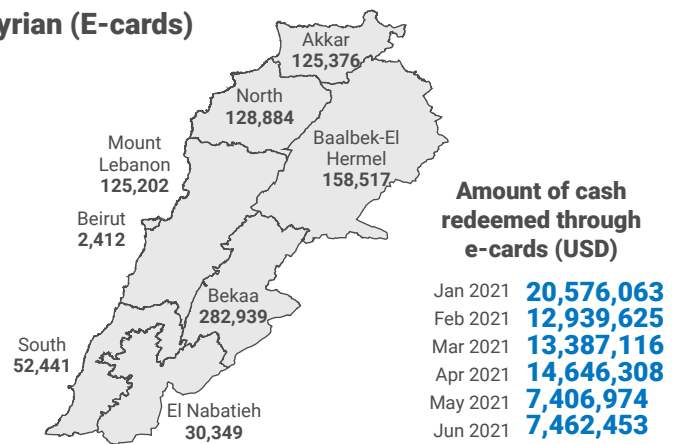 yrian (E-cards)
Akkar
125,376
North
128,884
Mount
Lebanon
125,202
Baalbek-El
Hermel
158,517
Beirut
2,412
Bekaa
282,939
South
52,441
El Nabatieh
30,349
Amount of cash
redeemed through
e-cards (USD)
Jan 2021 20,576,063
Feb 2021 12,939,625
Mar 2021 13,387,116
Apr 2021 14,646,308
May 2021 7,406,974
Jun 2021 7,462,453